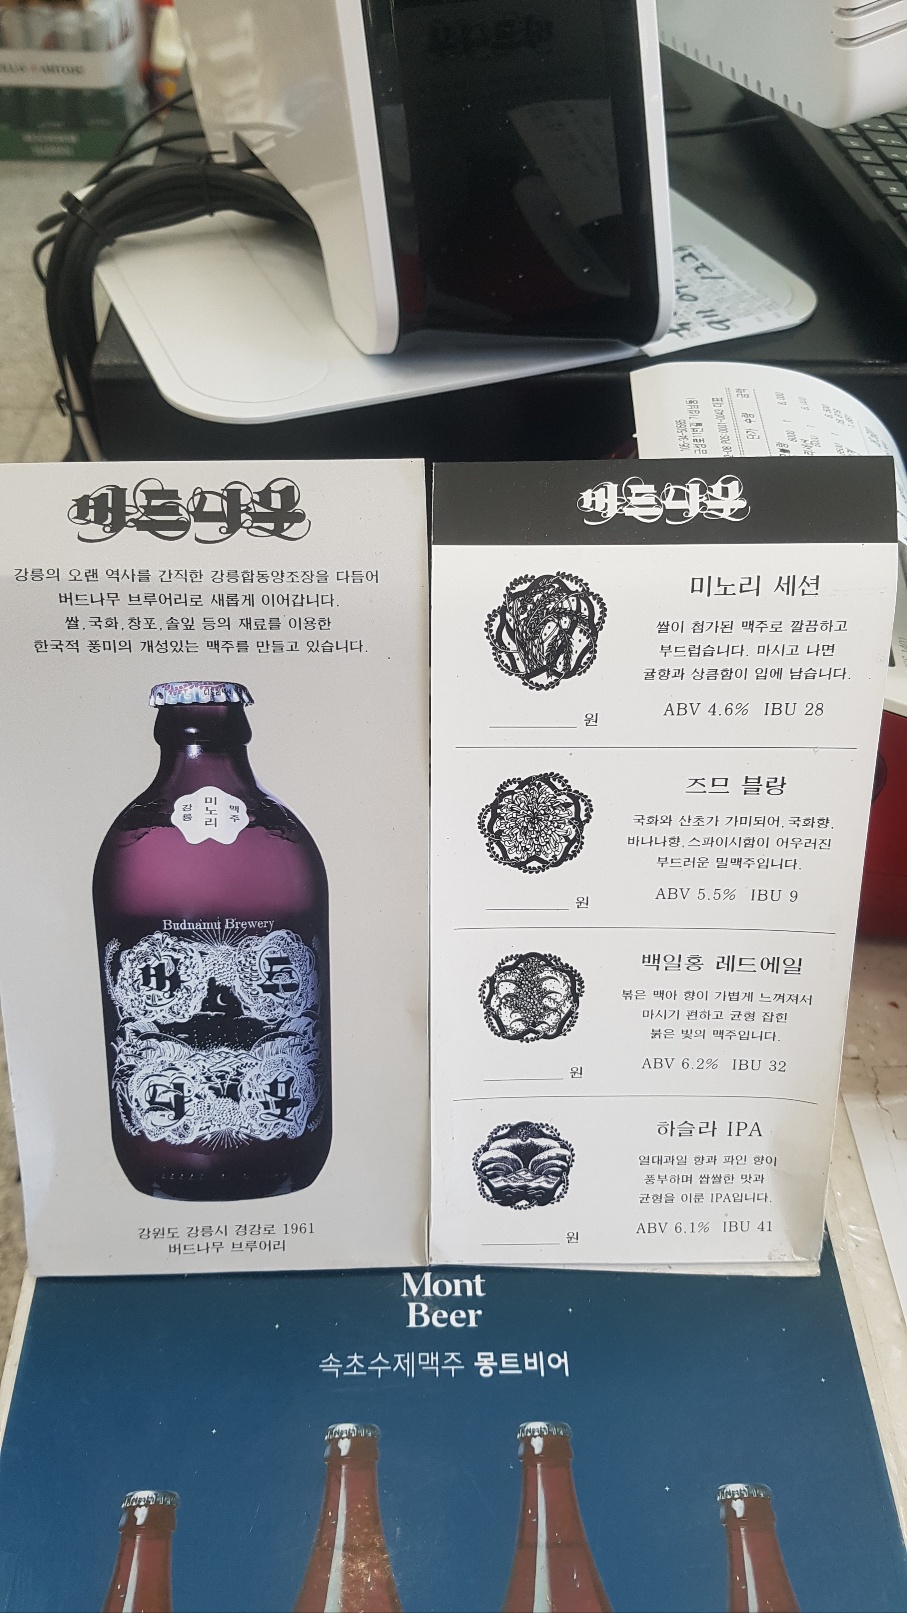 버드나무
강릉의 오랜 역사를 간직한 강릉합동양조장을 다듬어
버드나무 브루어리로 새롭게 이어갑니다.
쌀,국화,창포,솔잎 등의 재료를 이용한
한국적 풍미의 개성있는 맥주를 만들고 있습니다.
강릉
미노리
맥주
Budnamu Brewery
버드
나무
강원도 강릉시 경강로 1961
버드나무 브루어리
버드나무
미노리 세션
쌀이 첨가된 맥주로 깔끔하고
부드럽습니다. 마시고 나면
귤향과 상큼함이 입에 남습니다.
ABV 4.6% IBU 28
원
즈므 블랑
국화와 산초가 가미되어, 국화향,
바나나향, 스파이시함이 어우러진
부드러운 밀맥주입니다.
ABV 5.5% IBU 9
원
백일홍 레드에일
볶은 맥아 향이 가볍게 느껴져서
마시기 편하고 균형 잡힌
붉은 빛의 맥주입니다.
ABV 6.2% IBU 32
원
하슬라 IPA
열대과일 향과 파인 향이
풍부하며 쌉쌀한 맛과
균형을 이룬 IPA입니다.
ABV 6.1% IBU 41
원
Mont
Beer
속초수제맥주 몽트비어